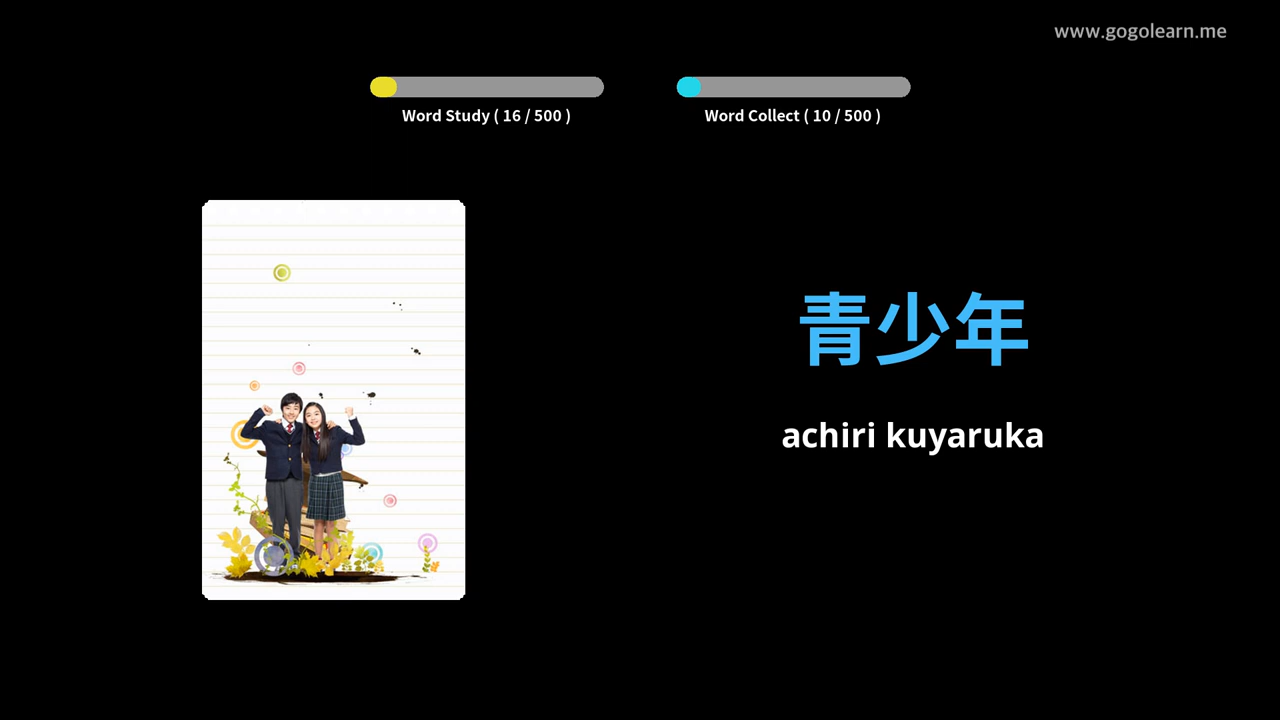 www.gogolearn.me
Word Study ( 16 / 500 )
Word Collect ( 10 / 500 )
青少年
achiri kuyaruka